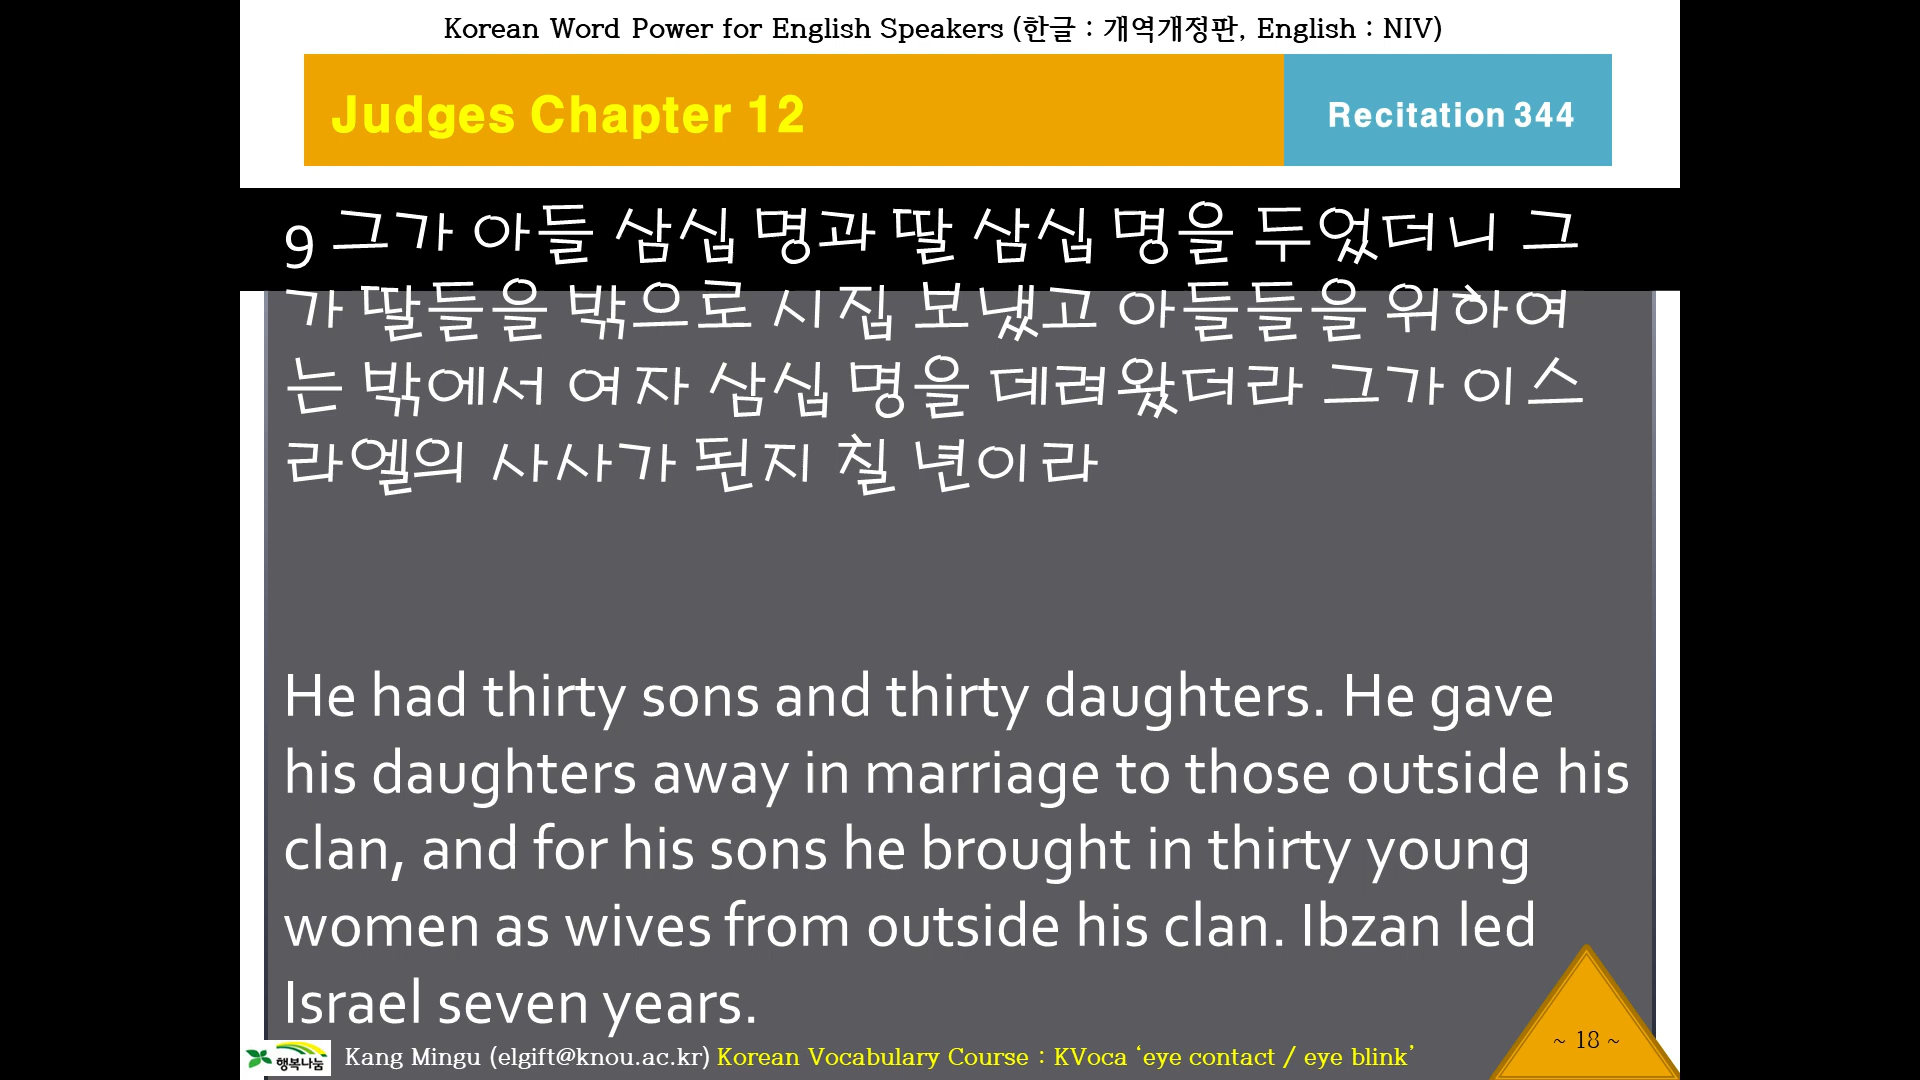 Korean Word Power for English Speakers (한글 : 개역개정판, English : NIV)
Judges Chapter 12
Recitation 344
9 그가 아들 삼십 명과 딸 삼십 명을 두었더니 그
가 딸들을 밖으로 시집 보냈고 아들들을 위하여
는 밖에서 여자 삼십 명을 데려왔더라 그가 이스
라엘의 사사가 된지 칠 년이라
He had thirty sons and thirty daughters. He gave
his daughters away in marriage to those outside his
clan, and for his sons he brought in thirty young
women as wives from outside his clan. Ibzan led
Israel seven years.
~ 18 ~
행복나눔
Kang Mingu (elgift@knou.ac.kr) Korean Vocabulary Course : KVoca ‘eye contact / eye blink’